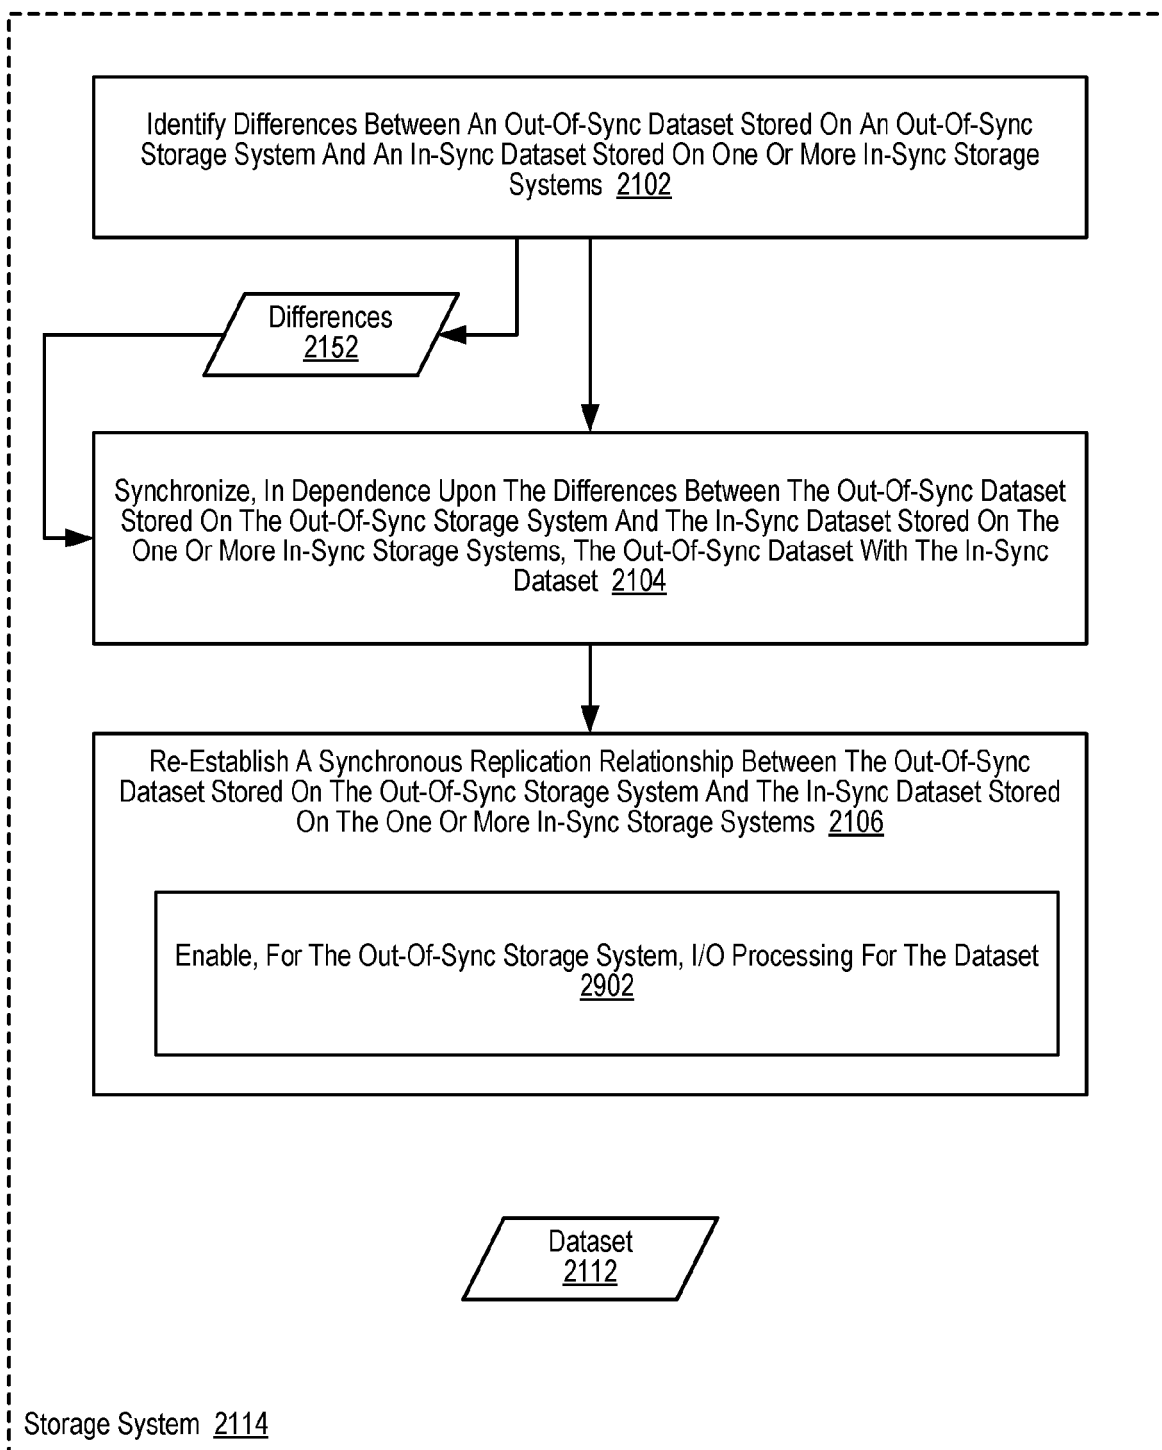 Identify Differences Between An Out-Of-Sync Dataset Stored On An Out-Of-Sync
Storage System And An In-Sync Dataset Stored On One Or More In-Sync Storage
Systems 2102
Differences
2152
Synchronize, In Dependence Upon The Differences Between The Out-Of-Sync Dataset
Stored On The Out-Of-Sync Storage System And The In-Sync Dataset Stored On The
One Or More In-Sync Storage Systems, The Out-Of-Sync Dataset With The In-Sync
Dataset 2104
Re-Establish A Synchronous Replication Relationship Between The Out-Of-Sync
Dataset Stored On The Out-Of-Sync Storage System And The In-Sync Dataset Stored
On The One Or More In-Sync Storage Systems 2106
Enable, For The Out-Of-Sync Storage System, I/O Processing For The Dataset
2902
Dataset
2112
Storage System 2114